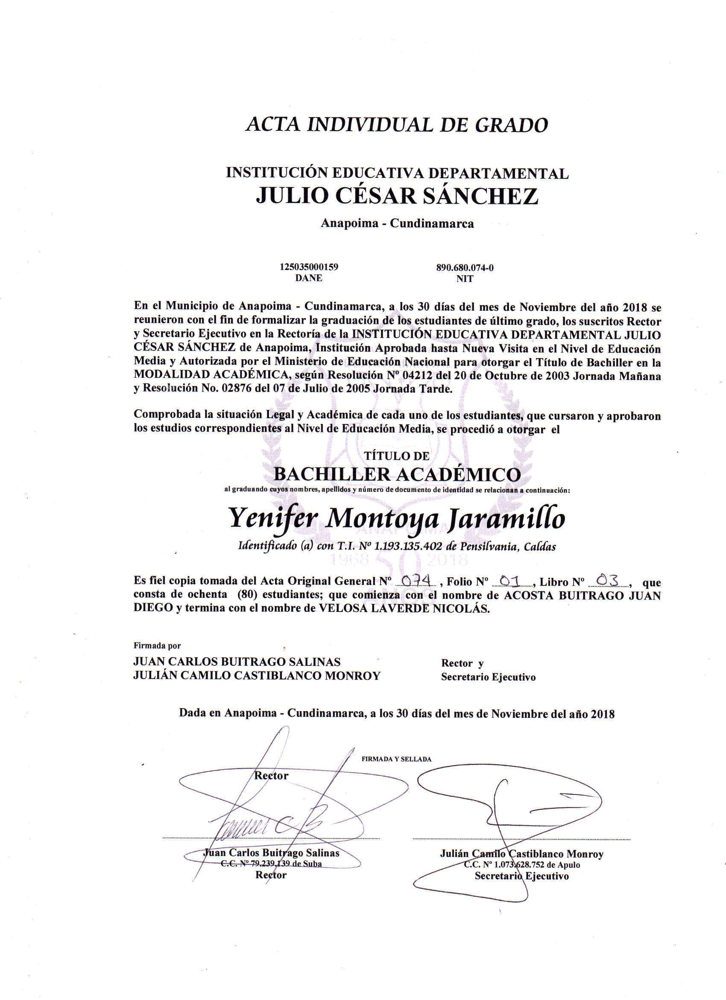 ACTA INDIVIDUAL DE GRADO
INSTITUCIÓN EDUCATIVA DEPARTAMENTAL
JULIO CÉSAR SÁNCHEZ
Anapoima - Cundinamarca
125035000159 890.680.074-0
DANE NIT
En el Municipio de Anapoima - Cundinamarca, a los 30 días del mes de Noviembre del año 2018 se
reunieron con el fin de formalizar la graduación de los estudiantes de último grado, los suscritos Rector
y Secretario Ejecutivo en la Rectoría de la INSTITUCIÓN EDUCATIVA DEPARTAMENTAL JULIO
CÉSAR SÁNCHEZ de Anapoima, Institución Aprobada hasta Nueva Visita en el Nivel de Educación
Media y Autorizada por el Ministerio de Educación Nacional para otorgar el Título de Bachiller en la
MODALIDAD ACADÉMICA, según Resolución Nº 04212 del 20 de Octubre de 2003 Jornada Mañana
y Resolución No. 02876 del 07 de Julio de 2005 Jornada Tarde.
Comprobada la situación Legal y Académica de cada uno de los estudiantes, que cursaron y aprobaron
los estudios correspondientes al Nivel de Educación Media, se procedió a otorgar el
TÍTULO DE
BACHILLER ACADÉMICO
al graduando cuyos nombres, apellidos y número de documento de identidad se relacionan a continuación:
Yenifer Montoya Jaramillo
ANAPOIMA
Identificado (a) con T.I. Nº 1.193.135.402 de Pensilvania, Caldas
1968 50 2018
Es fiel copia tomada del Acta Original General Nº 074 , Folio Nº 01, Libro Nº 03, que
AÑOS
consta de ochenta (80) estudiantes; que comienza con el nombre de ACOSTA BUITRAGO JUAN
DIEGO y termina con el nombre de VELOSA LAVERDE NICOLÁS.
Firmada por
JUAN CARLOS BUITRAGO SALINAS Rector y
JULIÁN CAMILO CASTIBLANCO MONROY Secretario Ejecutivo
Dada en Anapoima - Cundinamarca, a los 30 días del mes de Noviembre del año 2018
FIRMADA Y SELLADA
Rector
Juan Carlos Buitrago Salinas Julián Camilo Castiblanco Monroy
C.C. Nº 79.239.139 de Suba C.C. Nº 1.073.628.752 de Apulo
Rector Secretario Ejecutivo